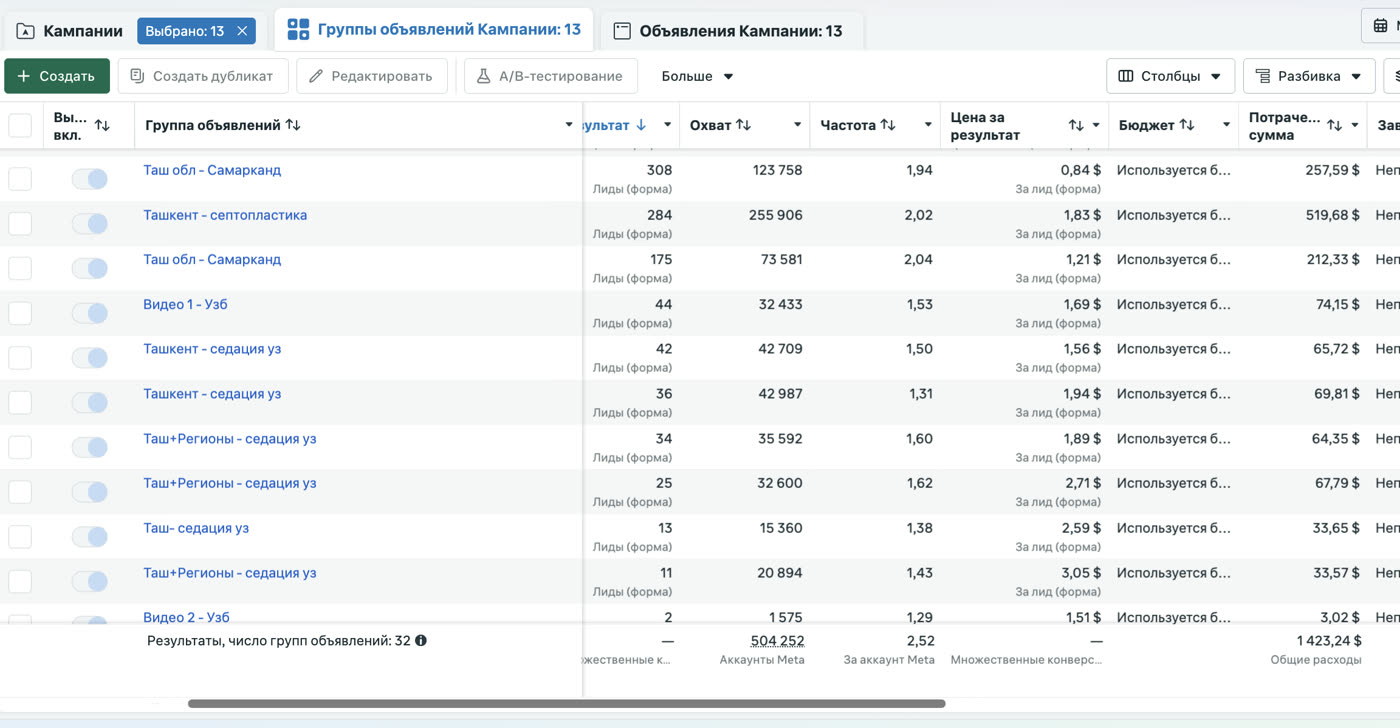 Кампании
Выбрано: 13
Группы объявлений Кампании: 13
Объявления Кампании: 13
+ Создать
Создать дубликат
Редактировать
A/B-тестирование
Больше
Столбцы
Разбивка
Вы... вкл.
Группа объявлений
Охват
Частота
Цена за результат
Бюджет
Потраче... сумма
Таш обл - Самарканд 308 123 758 1,94 0,84 $ Используется б... 257,59 $
Лиды (форма) За лид (форма)
Ташкент - септопластика 284 255 906 2,02 1,83 $ Используется б... 519,68 $
Лиды (форма) За лид (форма)
Таш обл - Самарканд 175 73 581 2,04 1,21 $ Используется б... 212,33 $
Лиды (форма) За лид (форма)
Видео 1 - Узб 44 32 433 1,53 1,69 $ Используется б... 74,15 $
Лиды (форма) За лид (форма)
Ташкент - седация уз 42 42 709 1,50 1,56 $ Используется б... 65,72 $
Лиды (форма) За лид (форма)
Ташкент - седация уз 36 42 987 1,31 1,94 $ Используется б... 69,81 $
Лиды (форма) За лид (форма)
Таш+Регионы - седация уз 34 35 592 1,60 1,89 $ Используется б... 64,35 $
Лиды (форма) За лид (форма)
Таш+Регионы - седация уз 25 32 600 1,62 2,71 $ Используется б... 67,79 $
Лиды (форма) За лид (форма)
Таш- седация уз 13 15 360 1,38 2,59 $ Используется б... 33,65 $
Лиды (форма) За лид (форма)
Таш+Регионы - седация уз 11 20 894 1,43 3,05 $ Используется б... 33,57 $
Лиды (форма) За лид (форма)
Видео 2 - Узб 2 1 575 1,29 1,51 $ Используется б... 3,02 $
Результаты, число групп объявлений: 32 — 504 252 2,52 — 1 423,24 $
Аккаунты Meta За аккаунт Meta Множественные конверс... Общие расходы